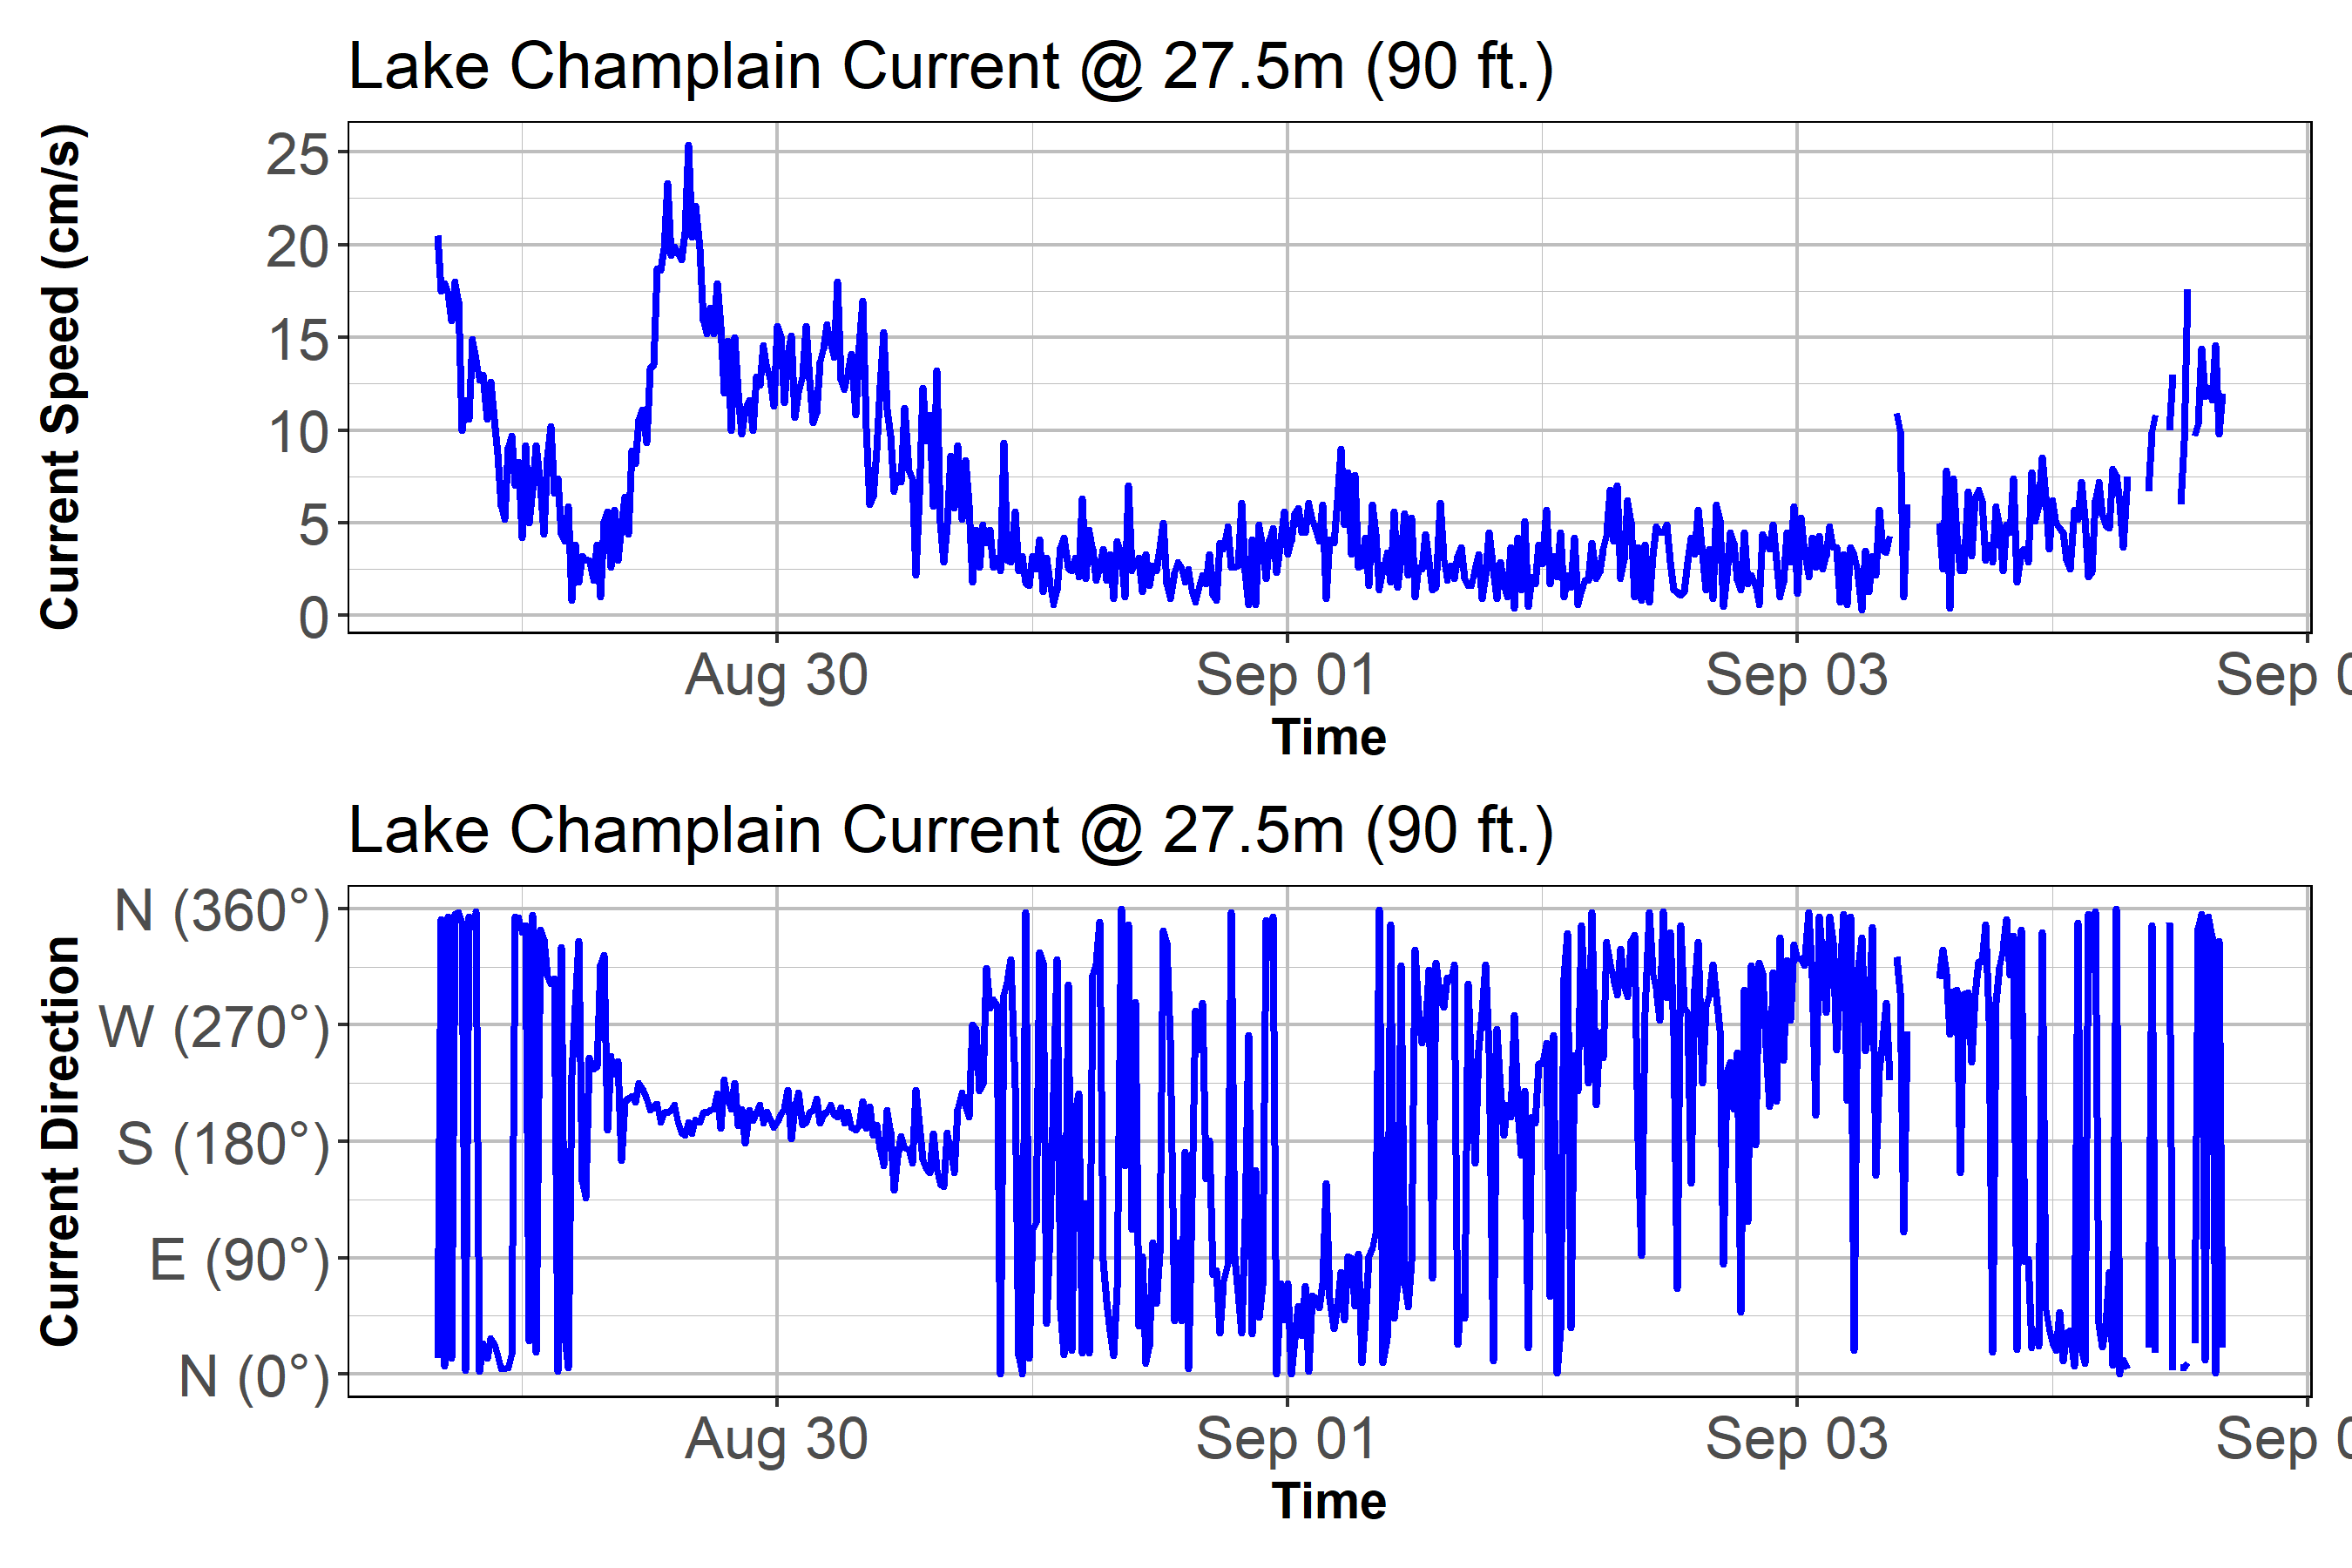 Lake Champlain Current @ 27.5m (90 ft.)
Current Speed (cm/s)
25
20
15
10
5
0
Aug 30 Sep 01 Sep 03 Sep
Time
Lake Champlain Current @ 27.5m (90 ft.)
Current Direction
N (360°)
W (270°)
S (180°)
E (90°)
N (0°)
Aug 30 Sep 01 Sep 03 Sep
Time